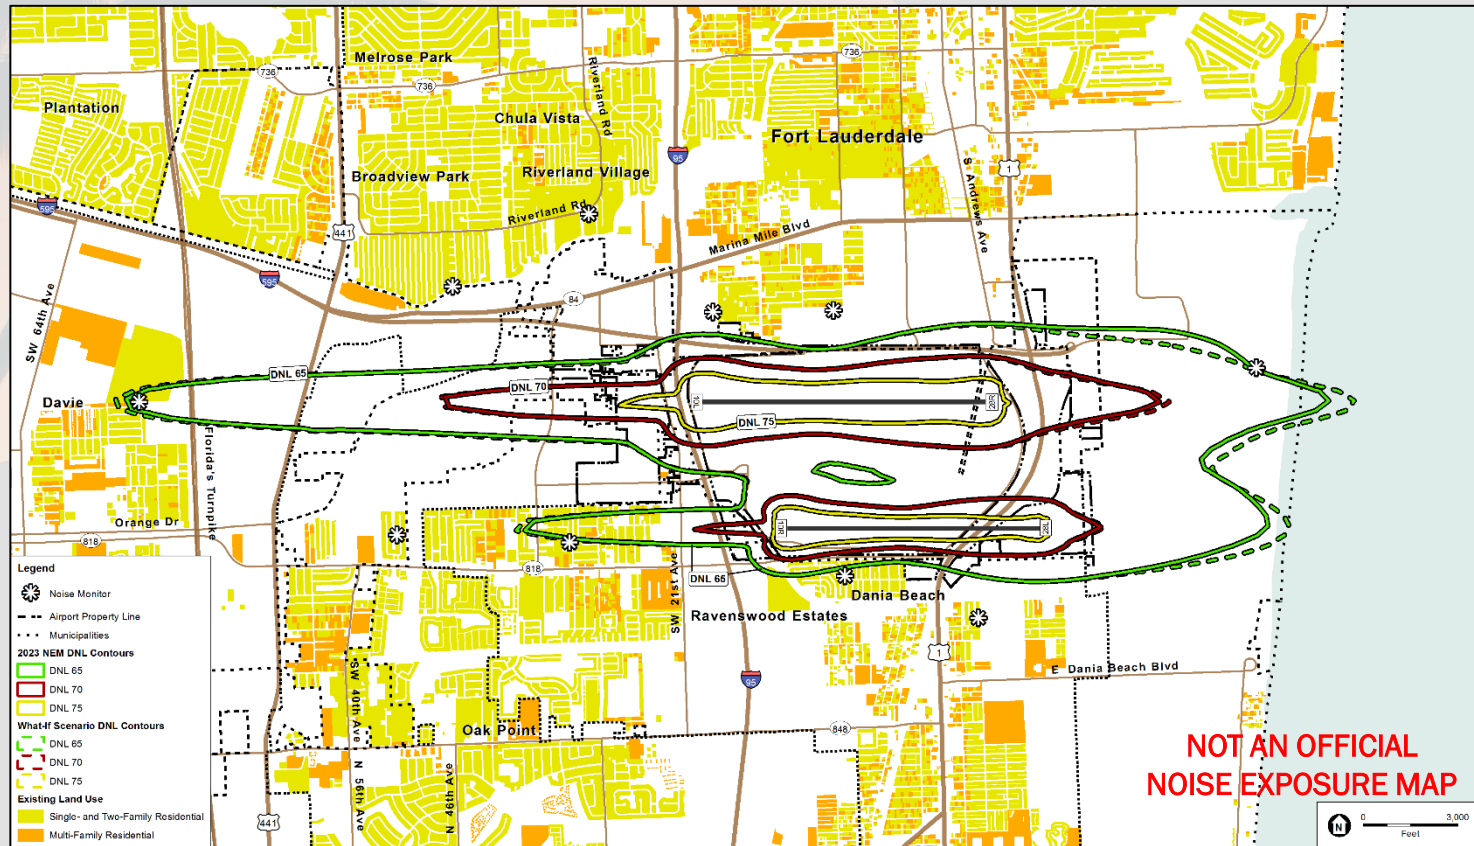 Melrose Park
736
736
736
Plantation
Riverland Rd
Chula Vista
Fort Lauderdale
95
Broadview Park
Riverland Village
1
S Andrews Ave
595
Riverland Rd
441
Marina Mile Blvd
595
84
SW 64th Ave
DNL 65
DNL 70
Davie
10L
28R
DNL 75
Florida's Turnpike
Orange Dr
818
10R
28L
818
DNL 65
SW 21st Ave
Dania Beach
Ravenswood Estates
1
E Dania Beach Blvd
95
SW 40th Ave
Oak Point
848
N 56th Ave
N 46th Ave
441
Legend
Noise Monitor
Airport Property Line
Municipalities
2023 NEM DNL Contours
DNL 65
DNL 70
DNL 75
What-If Scenario DNL Contours
DNL 65
DNL 70
DNL 75
Existing Land Use
Single- and Two-Family Residential
Multi-Family Residential
NOT AN OFFICIAL
NOISE EXPOSURE MAP
N
0 3,000
Feet